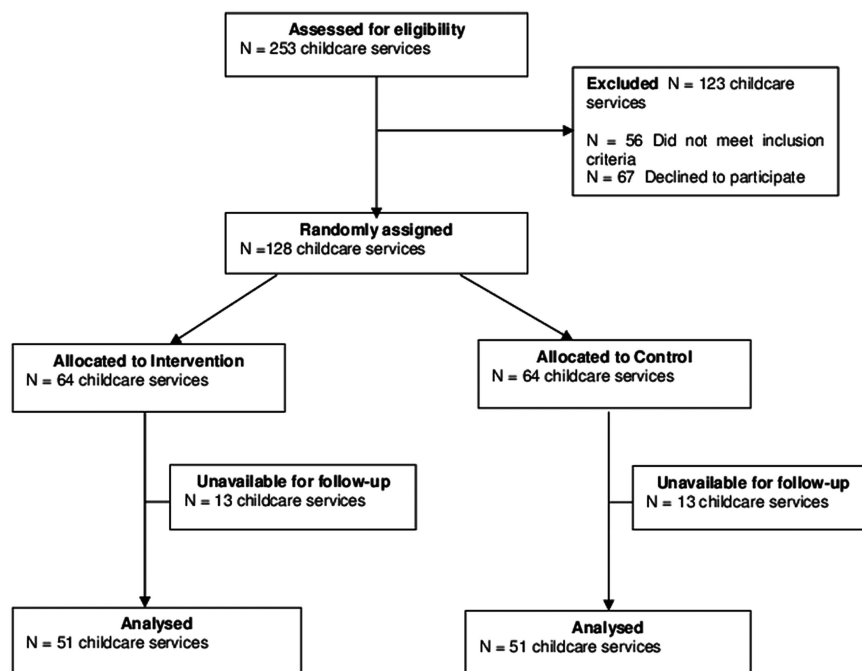 Assessed for eligibility
N = 253 childcare services
Excluded N = 123 childcare
services
N = 56 Did not meet inclusion
criteria
N = 67 Declined to participate
Randomly assigned
N =128 childcare services
Allocated to Intervention
N = 64 childcare services
Allocated to Control
N = 64 childcare services
Unavailable for follow-up
N = 13 childcare services
Unavailable for follow-up
N = 13 childcare services
Analysed
N = 51 childcare services
Analysed
N = 51 childcare services